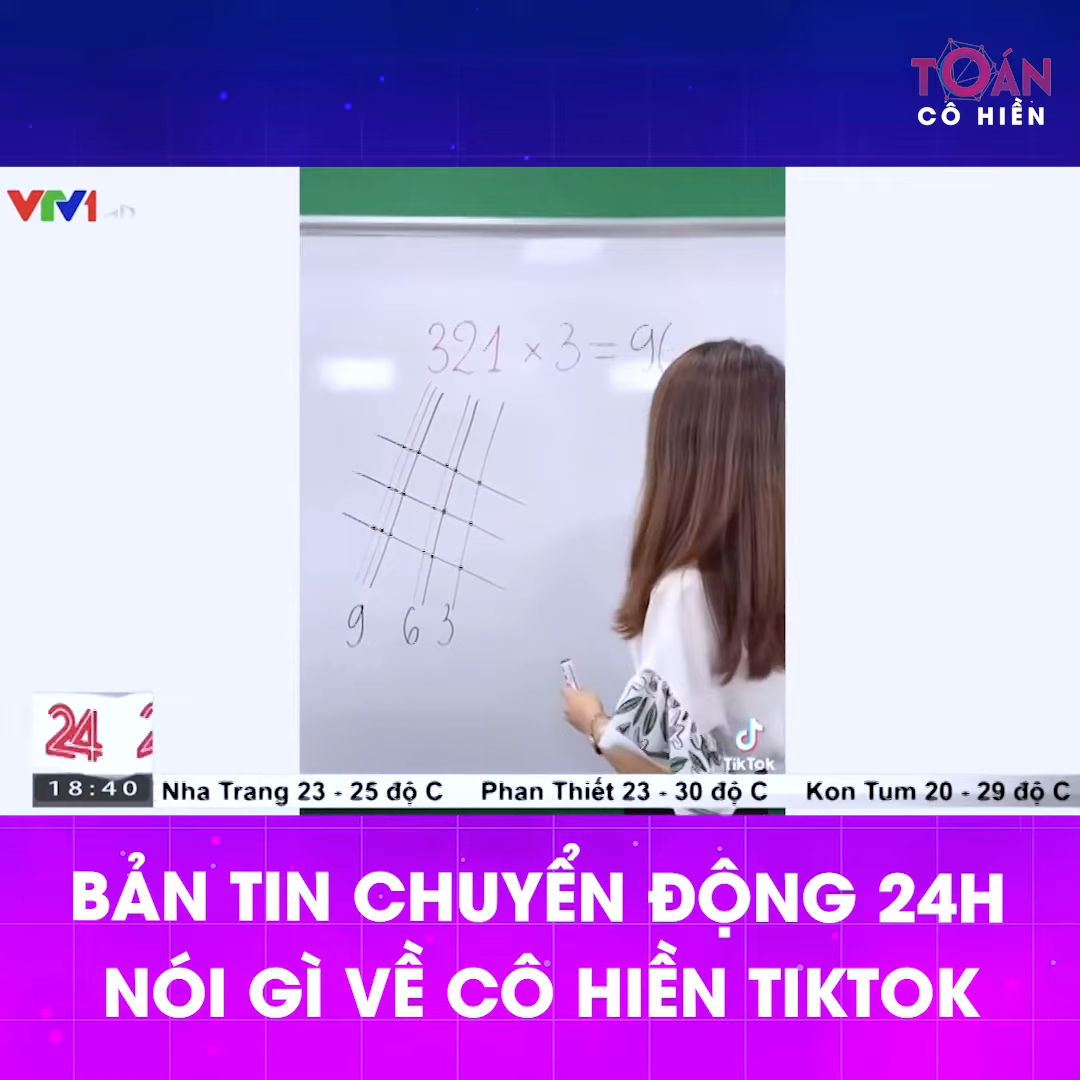 TOÁN
CÔ HIỀN
VTV1 HD
321 × 3 = 96
9 6 3
TikTok
24
18:40 Nha Trang 23 - 25 độ C Phan Thiết 23 - 30 độ C Kon Tum 20 - 29 độ C
BẢN TIN CHUYỂN ĐỘNG 24H
NÓI GÌ VỀ CÔ HIỀN TIKTOK